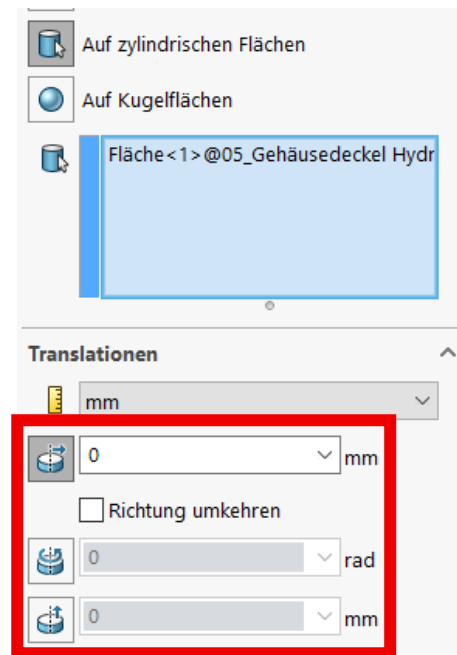 Auf zylindrischen Flächen
Auf Kugelflächen
Fläche<1>@05_Gehäusedeckel Hydr
Translationen
mm
0 mm
Richtung umkehren
0 rad
0 mm